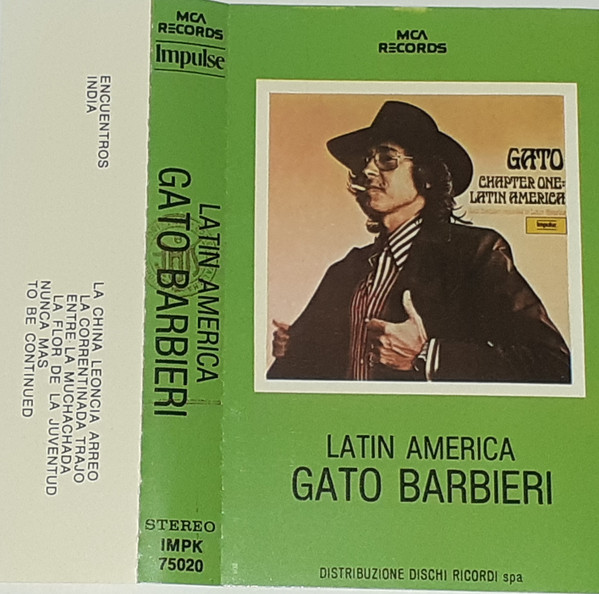 ENCUENTROS
INDIA
LA CHINA LEONCIA ARREO
LA CORRENTINADA TRAJO
ENTRE LA MUCHACHADA
LA FLOR DE LA JUVENTUD
NUNCA MAS
TO BE CONTINUED
MCA
RECORDS
Impulse
LATIN AMERICA
GATO BARBIERI
STEREO
IMPK
75020
MCA
RECORDS
GATO
CHAPTER ONE:
LATIN AMERICA
impulse
LATIN AMERICA
GATO BARBIERI
DISTRIBUZIONE DISCHI RICORDI spa